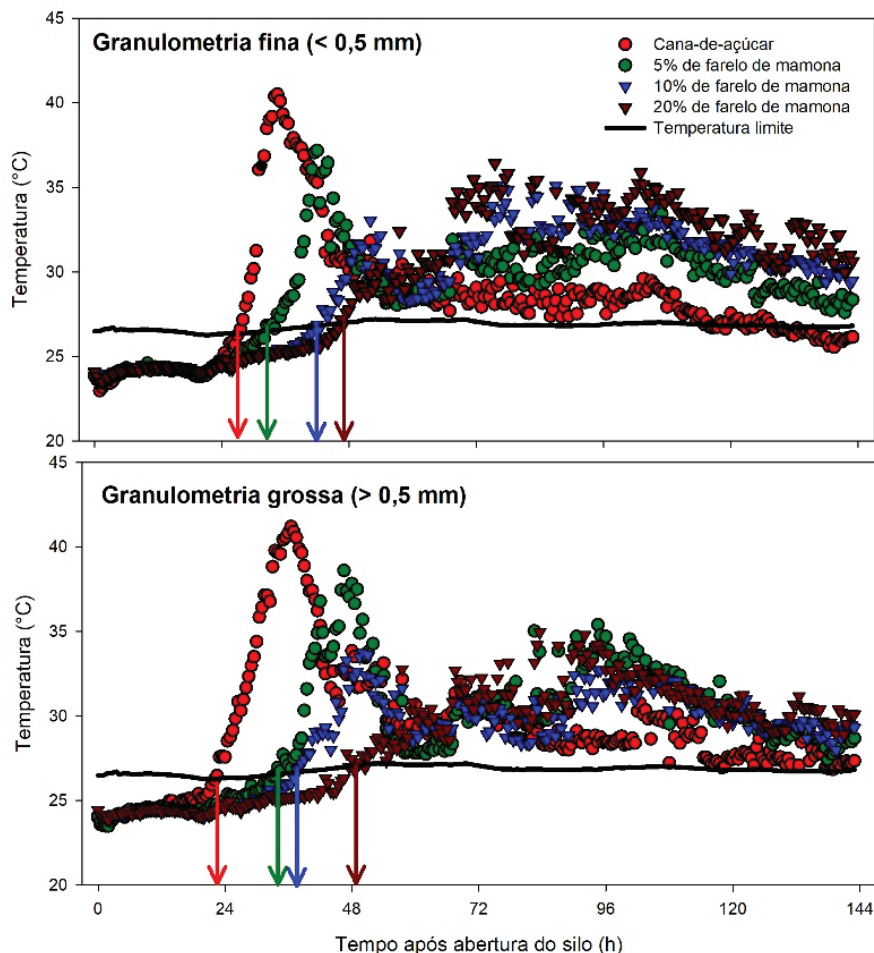 45
Granulometria fina (< 0,5 mm)
Cana-de-açúcar
5% de farelo de mamona
10% de farelo de mamona
20% de farelo de mamona
Temperatura limite
40
35
30
25
20
Temperatura (°C)
45
Granulometria grossa (> 0,5 mm)
40
35
30
25
20
Temperatura (°C)
0 24 48 72 96 120 144
Tempo após abertura do silo (h)